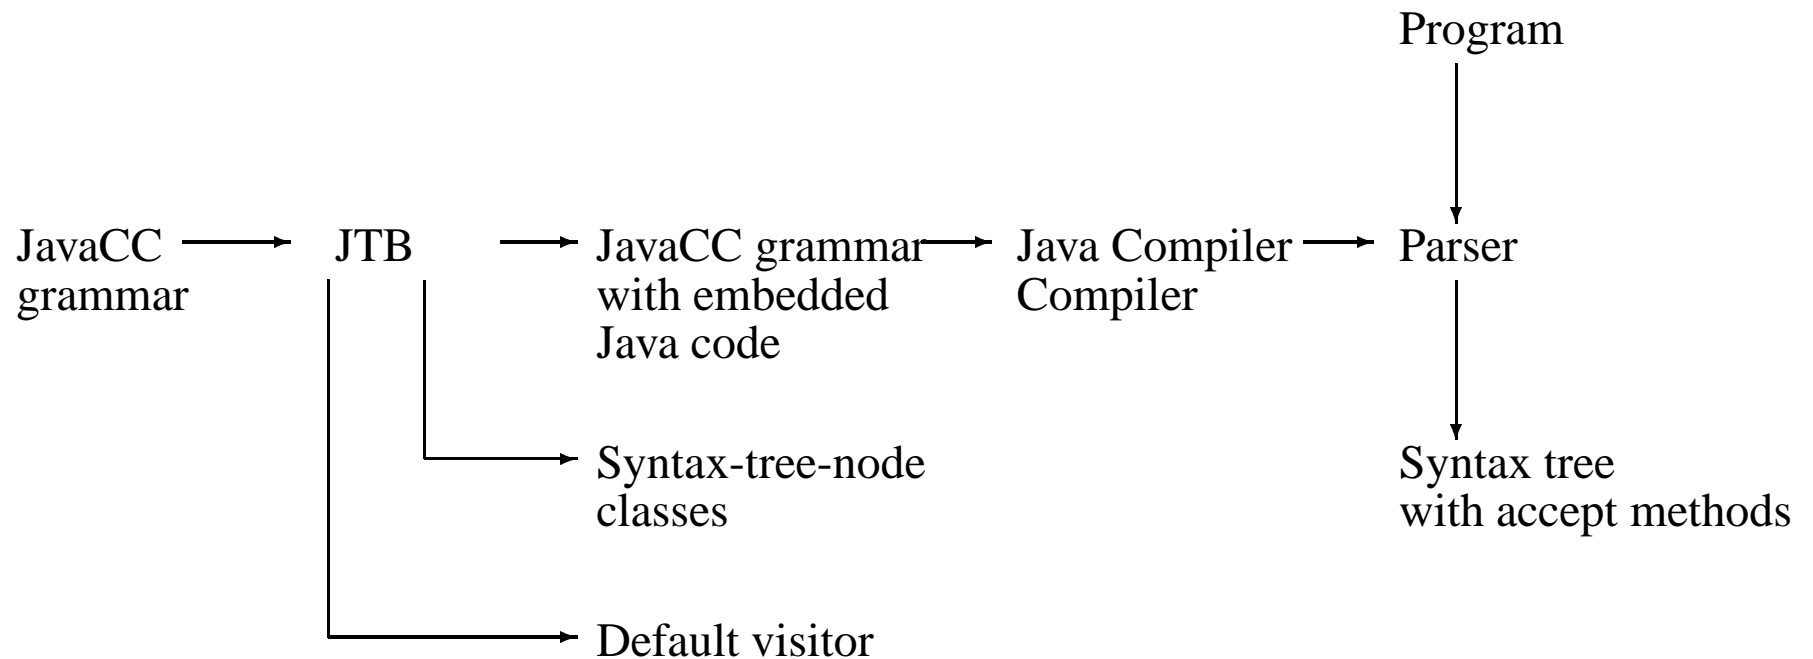 Program
JavaCC
grammar
JTB
JavaCC grammar
with embedded
Java code
Java Compiler
Compiler
Parser
Syntax-tree-node
classes
Syntax tree
with accept methods
Default visitor